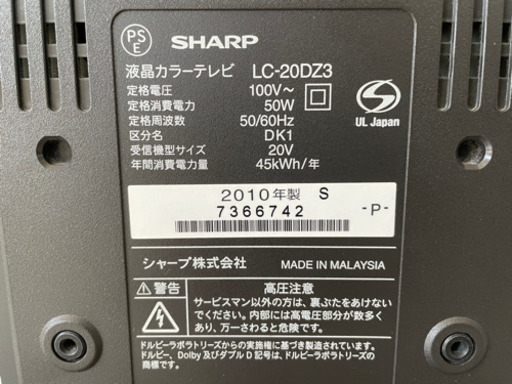 PS
E
SHARP
液晶カラーテレビ LC-20DZ3
定格電圧 100V～
定格消費電力 50W
定格周波数 50/60Hz
区分名 DK1
受信機型サイズ 20V
年間消費電力量 45kWh/年
S
UL Japan
2010年製 S
7366742
-P-
シャープ株式会社 MADE IN MALAYSIA
警告 高圧注意
サービスマン以外の方は、裏ぶたをあけないで
ください。内部には高電圧部分が数多く
あり、万一さわると危険です。
ドルビーラボラトリーズからの実施権に基づき製造されています。
ドルビー、Dolby 及びダブル D 記号は、ドルビーラボラトリーズの
商標です。